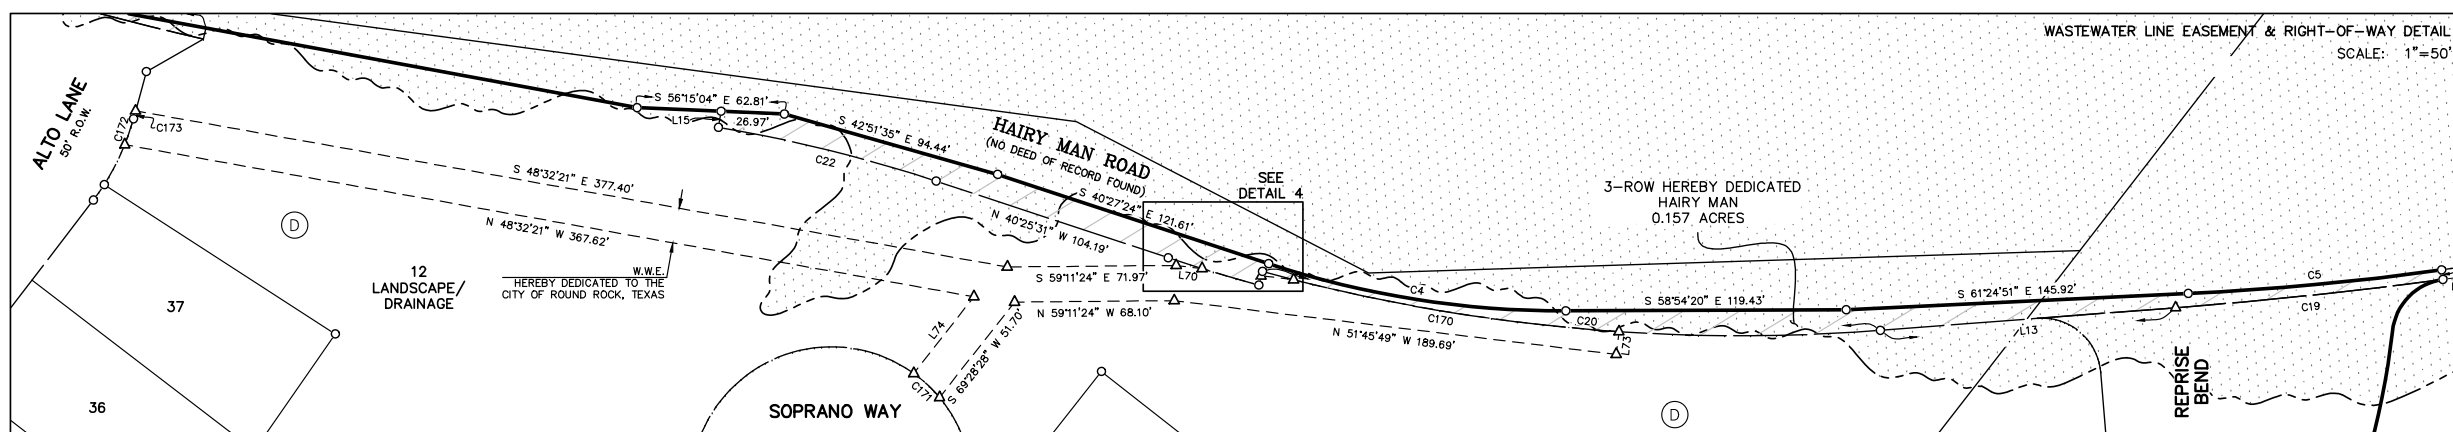 WASTEWATER LINE EASEMENT & RIGHT-OF-WAY DETAIL
SCALE: 1"=50'
ALTO LANE
50' R.O.W.
C172
C173
S 56°15'04" E 62.81'
L15
26.97'
S 42°51'35" E 94.44'
C22
HAIRY MAN ROAD
(NO DEED OF RECORD FOUND)
S 40°27'24" E 121.61'
N 40°25'31" W 104.19'
SEE
DETAIL 4
3-ROW HEREBY DEDICATED
HAIRY MAN
0.157 ACRES
S 48°32'21" E 377.40'
N 48°32'21" W 367.62'
D
12
LANDSCAPE/
DRAINAGE
W.W.E.
HEREBY DEDICATED TO THE
CITY OF ROUND ROCK, TEXAS
S 59°11'24" E 71.97'
L70
N 59°11'24" W 68.10'
C4
C170
C20
S 58°54'20" E 119.43'
S 61°24'51" E 145.92'
C5
C19
L13
N 51°45'49" W 189.69'
L73
L74
S 69°28'28" W 51.70'
C171
37
36
SOPRANO WAY
D
REPRISE
BEND